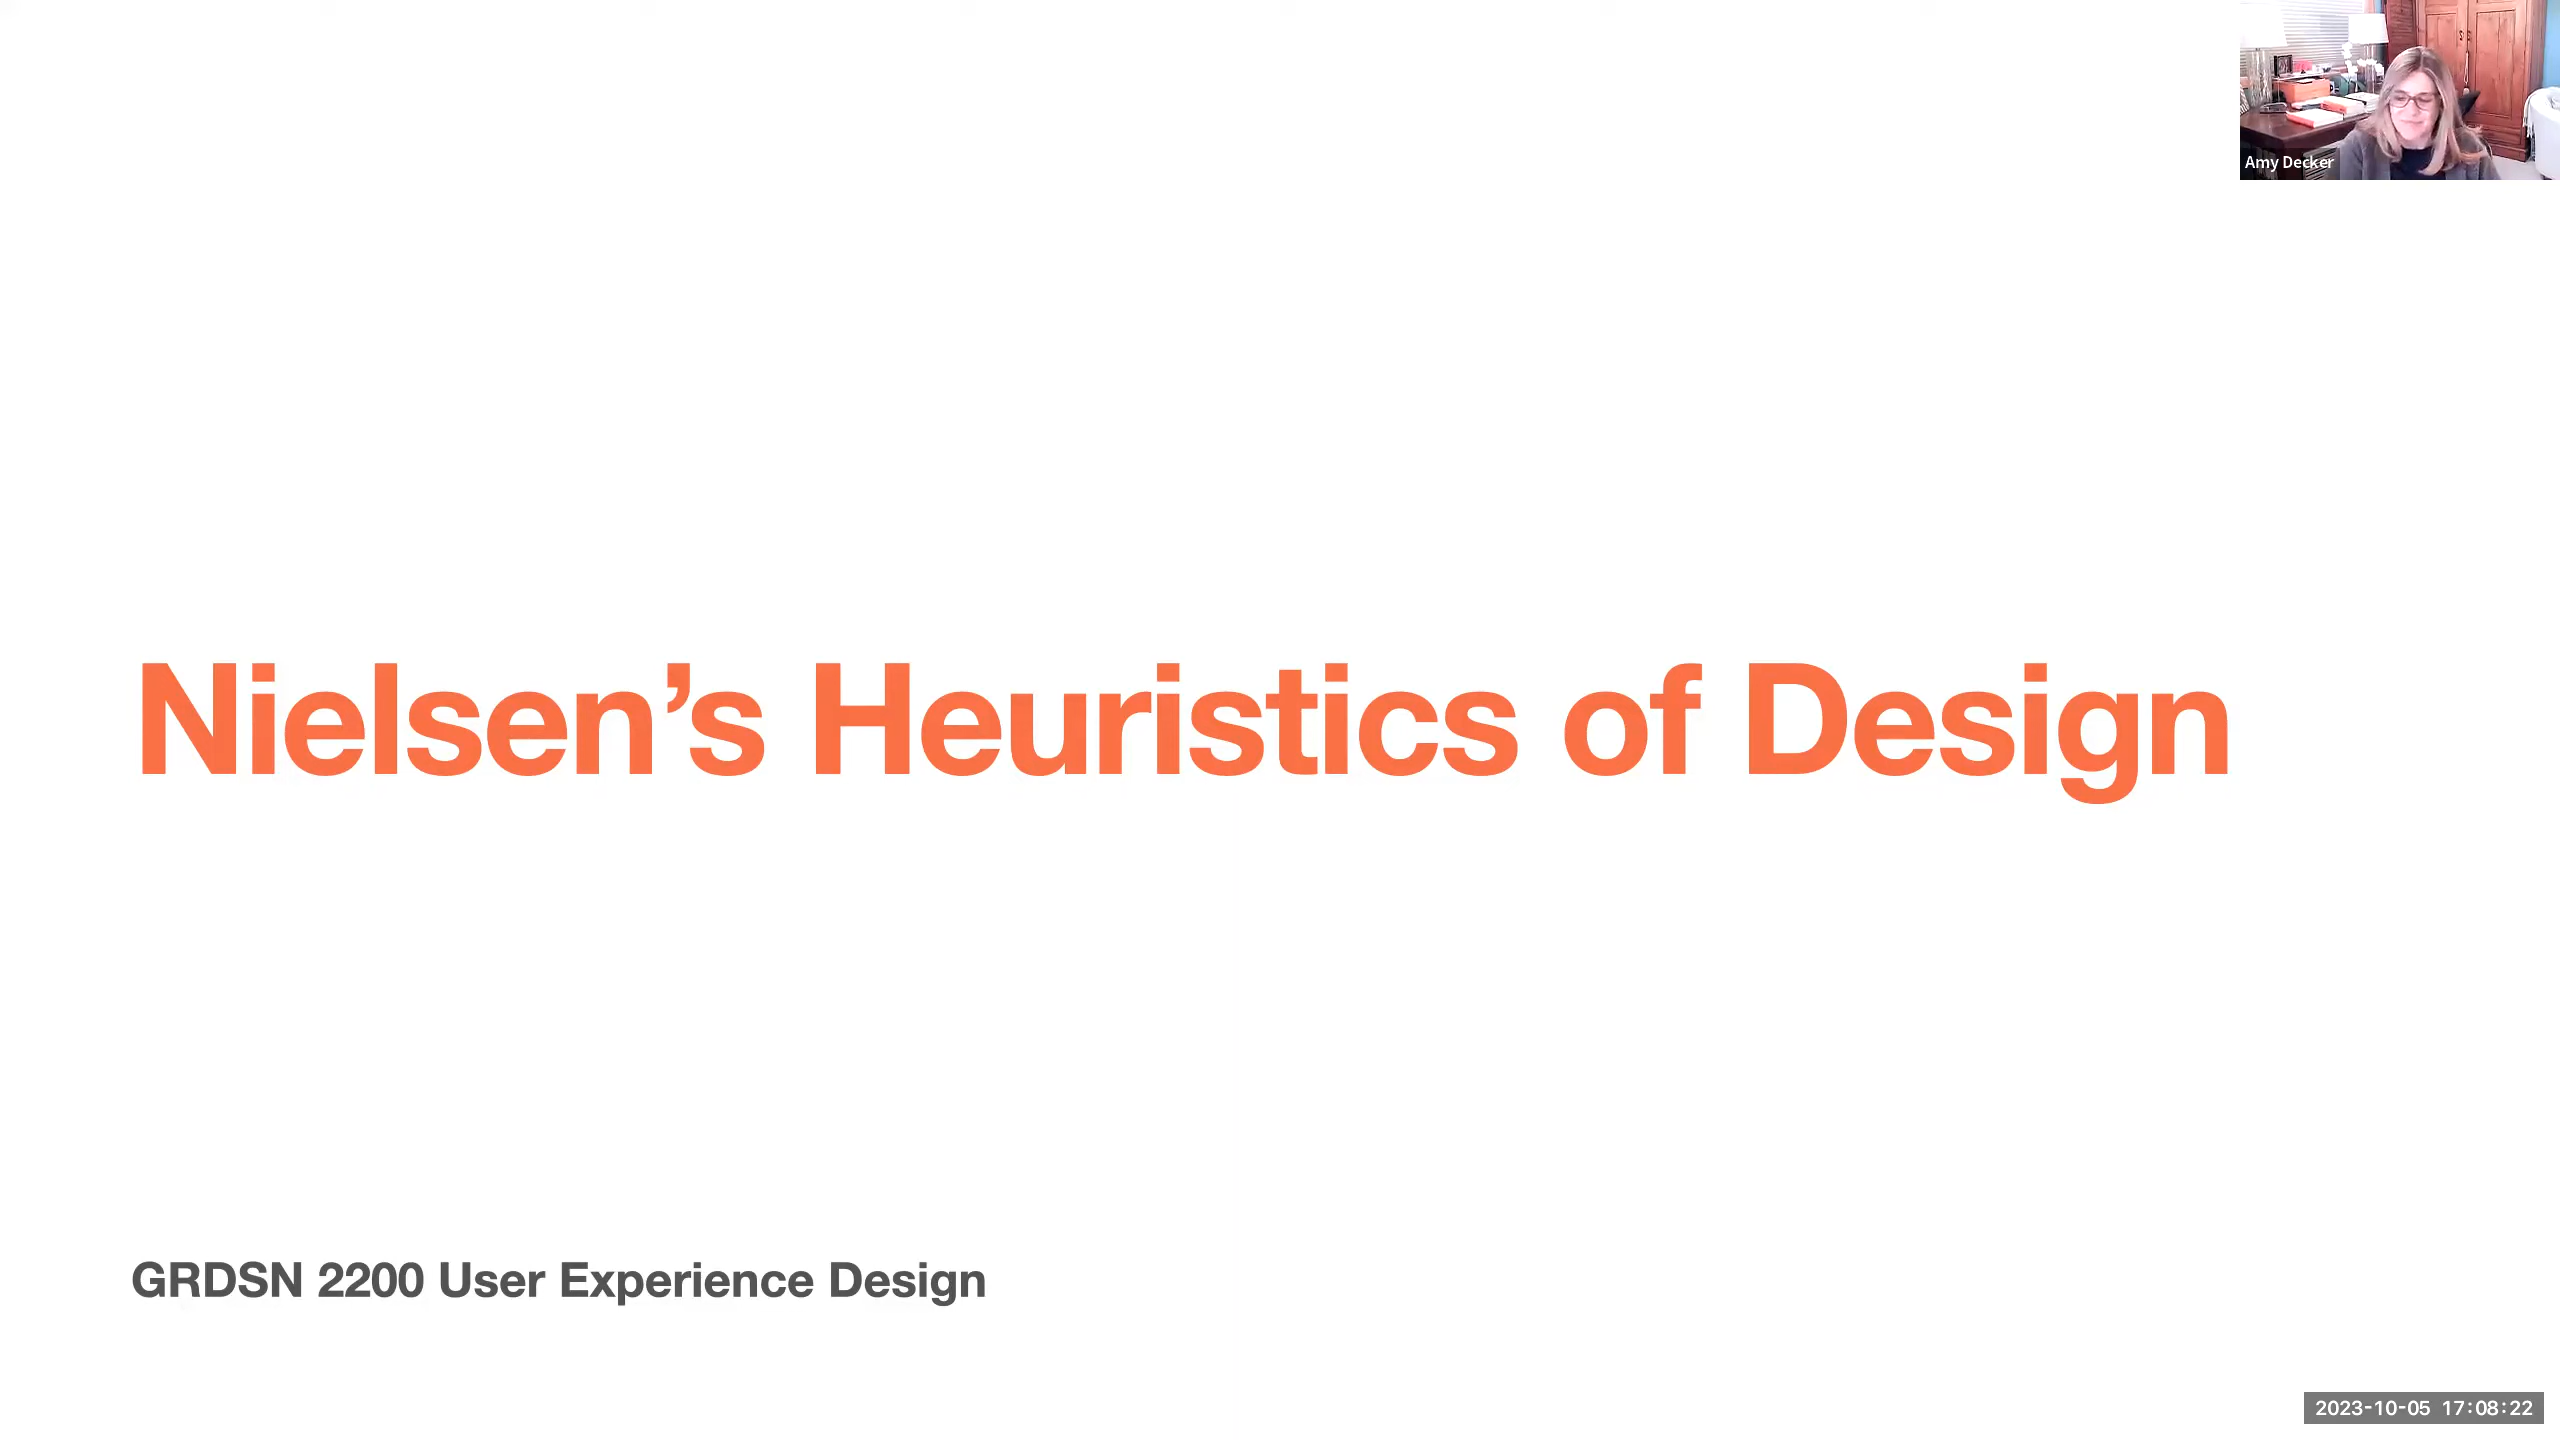 Amy Decker
Nielsen’s Heuristics of Design
GRDSN 2200 User Experience Design
2023-10-05 17:08:22